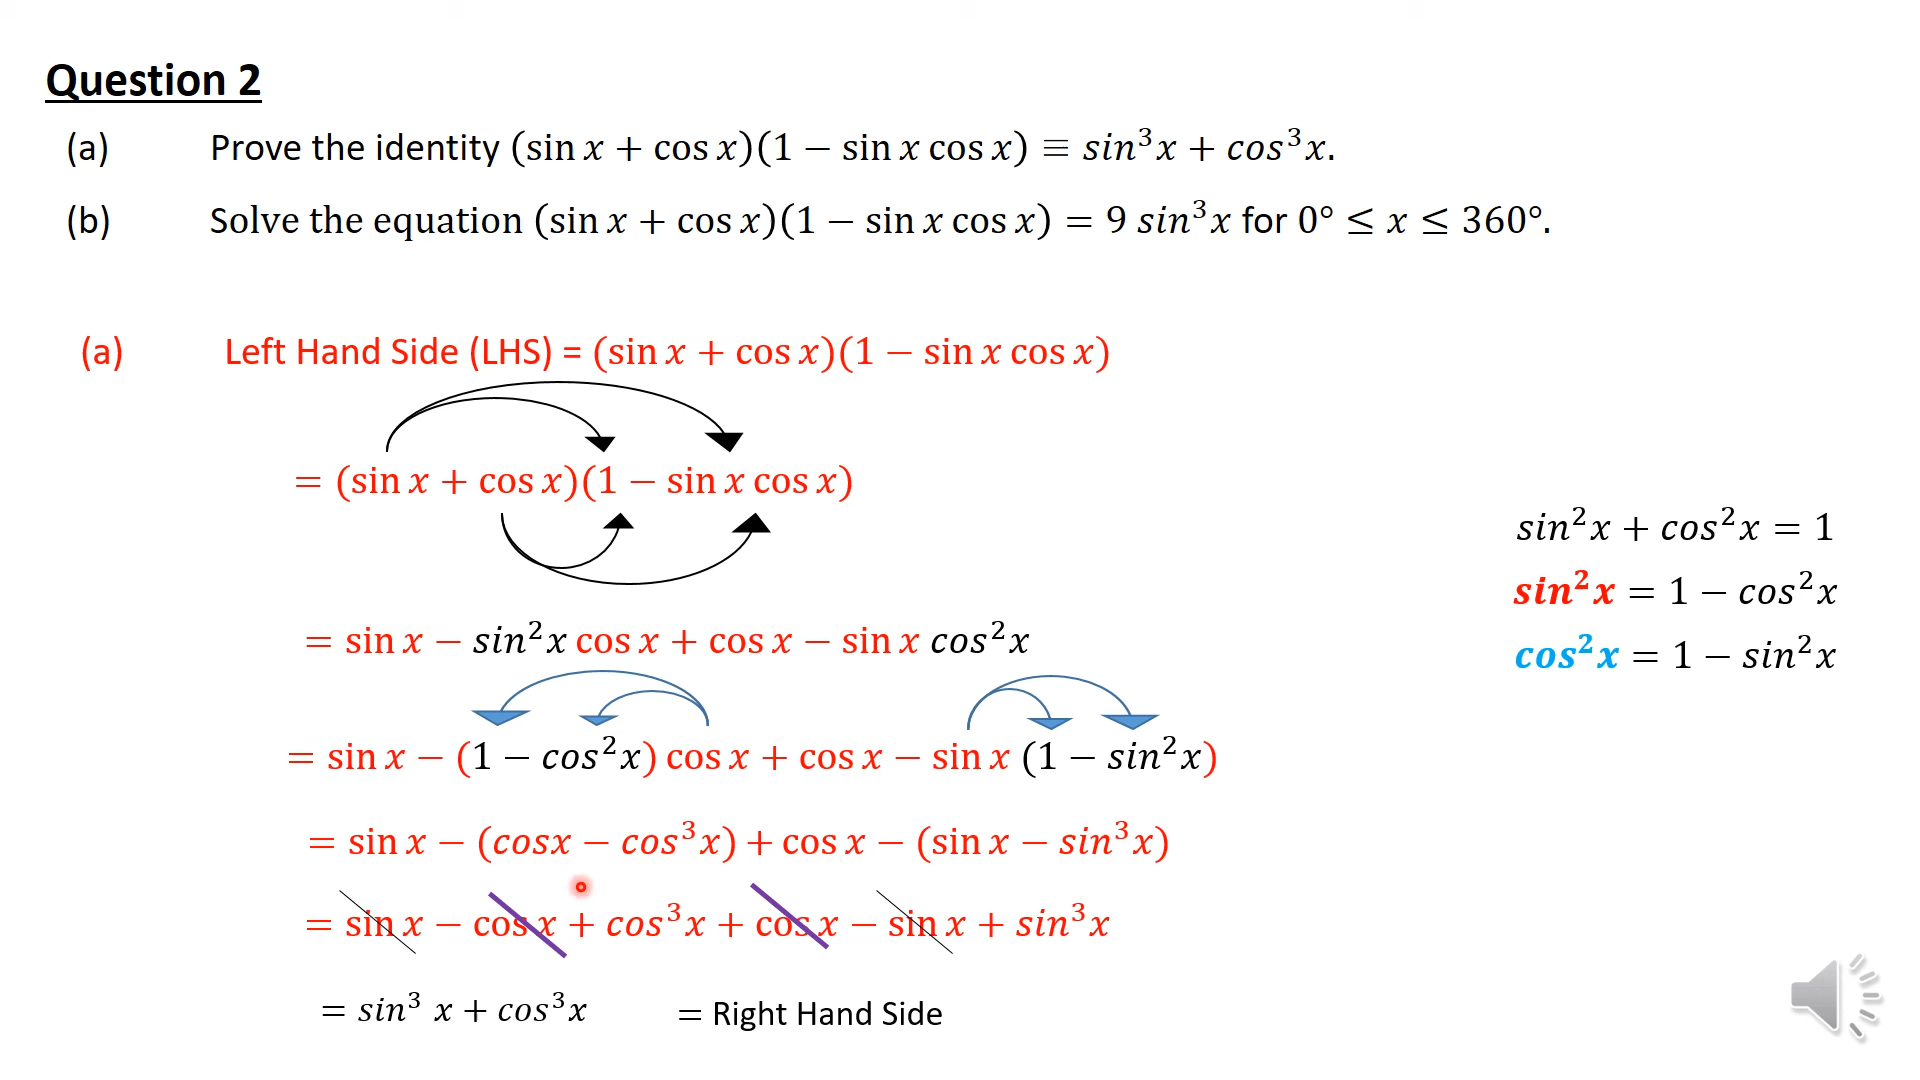 Question 2
(a) Prove the identity (sin x + cos x)(1 − sin x cos x) ≡ sin³x + cos³x.
(b) Solve the equation (sin x + cos x)(1 − sin x cos x) = 9 sin³x for 0° ≤ x ≤ 360°.
(a) Left Hand Side (LHS) = (sin x + cos x)(1 − sin x cos x)
= (sin x + cos x)(1 − sin x cos x)
= sin x − sin²x cos x + cos x − sin x cos²x
= sin x − (1 − cos²x) cos x + cos x − sin x (1 − sin²x)
= sin x − (cosx − cos³x) + cos x − (sin x − sin³x)
= sin x − cos x + cos³x + cos x − sin x + sin³x
= sin³ x + cos³x = Right Hand Side
sin²x + cos²x = 1
sin²x = 1 − cos²x
cos²x = 1 − sin²x